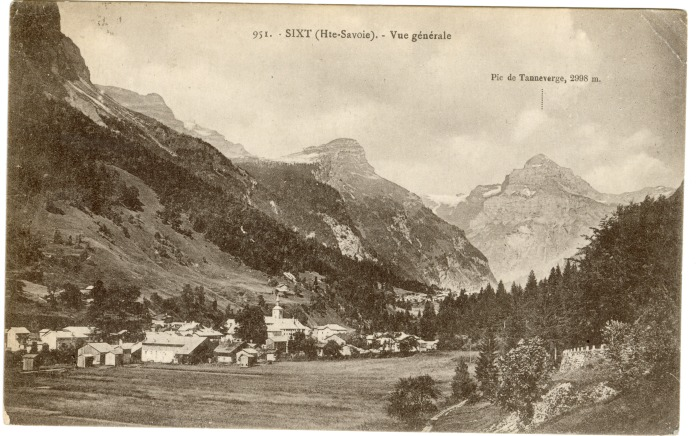 951. - SIXT (Hte-Savoie). - Vue générale
Pic de Tanneverge, 2998 m.